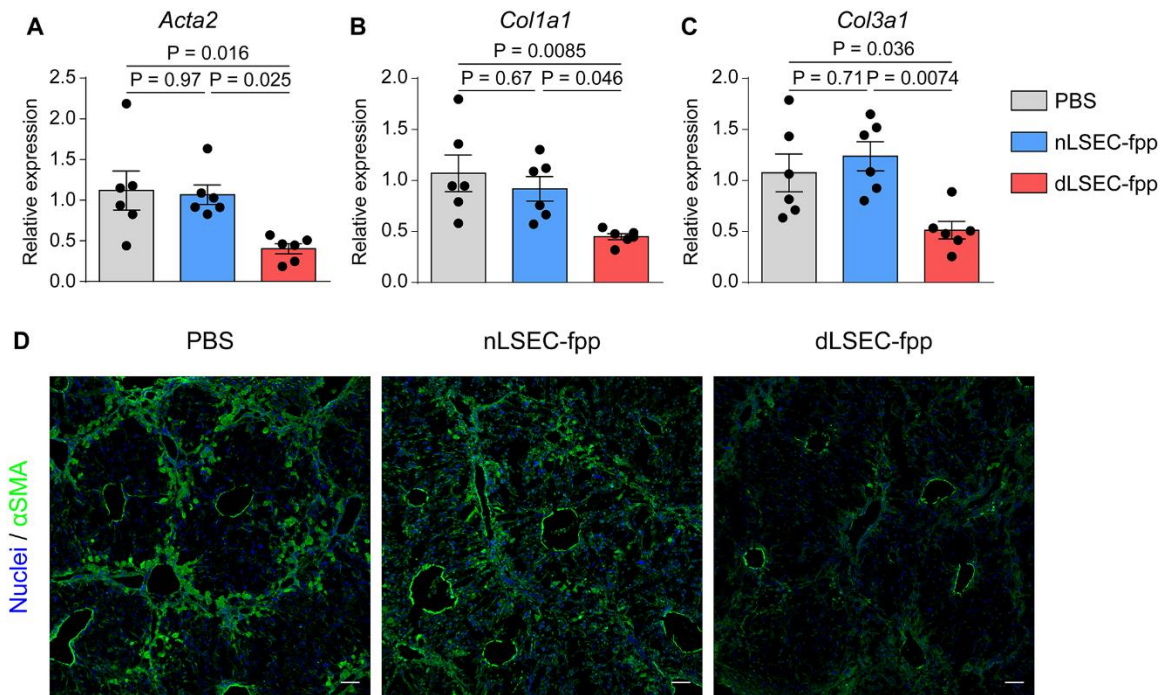 A
Acta2
P = 0.016
P = 0.97
P = 0.025
Relative expression
2.5
2.0
1.5
1.0
0.5
0.0
B
Col1a1
P = 0.0085
P = 0.67
P = 0.046
Relative expression
2.0
1.5
1.0
0.5
0.0
C
Col3a1
P = 0.036
P = 0.71
P = 0.0074
Relative expression
2.0
1.5
1.0
0.5
0.0
PBS
nLSEC-fpp
dLSEC-fpp
D
PBS
nLSEC-fpp
dLSEC-fpp
Nuclei / αSMA